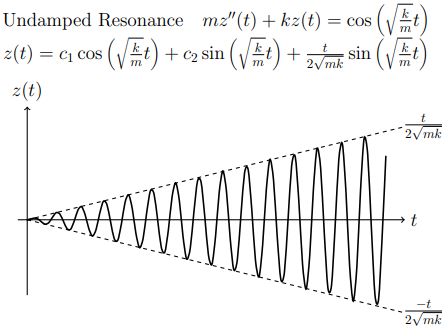 Undamped Resonance mz''(t) + kz(t) = cos(√(k/m) t)
z(t) = c₁ cos(√(k/m) t) + c₂ sin(√(k/m) t) + t/(2√(mk)) sin(√(k/m) t)
z(t)
t/(2√(mk))
t
-t/(2√(mk))